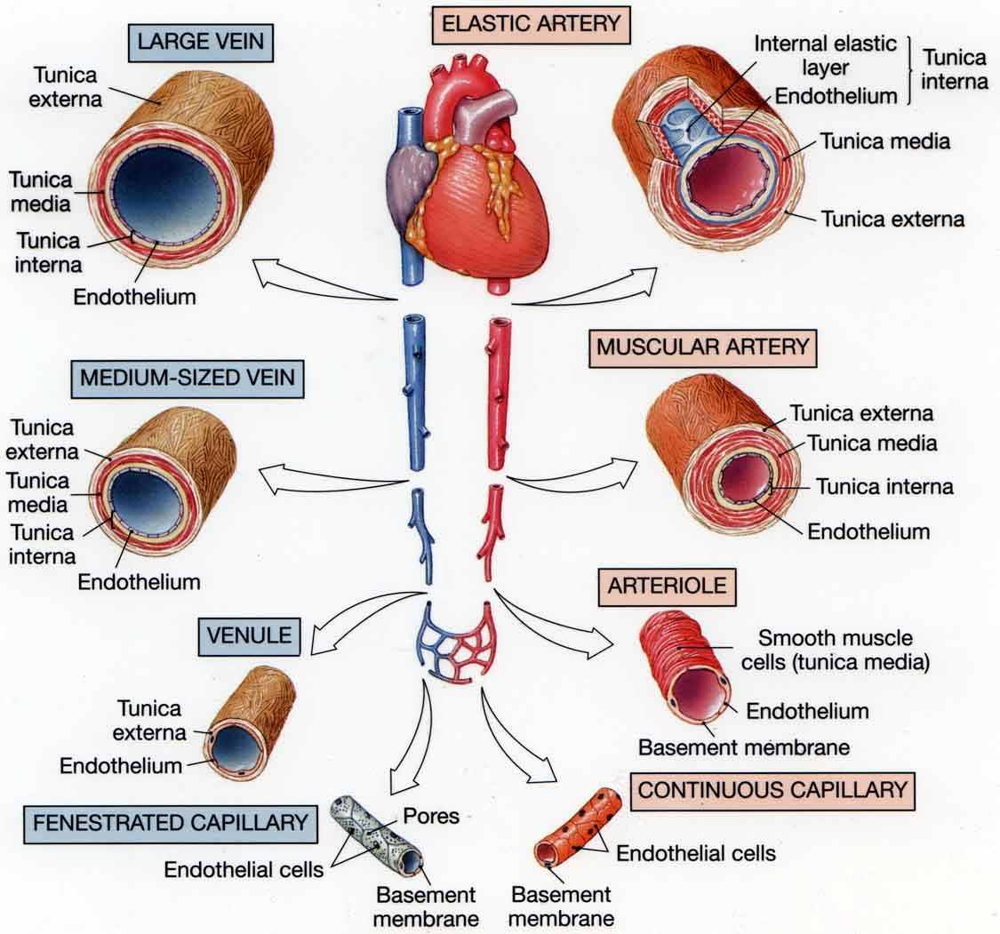 LARGE VEIN
Tunica
externa
Tunica
media
Tunica
interna
Endothelium
ELASTIC ARTERY
Internal elastic
layer
Endothelium
Tunica
interna
Tunica media
Tunica externa
MEDIUM-SIZED VEIN
Tunica
externa
Tunica
media
Tunica
interna
Endothelium
MUSCULAR ARTERY
Tunica externa
Tunica media
Tunica interna
Endothelium
VENULE
Tunica
externa
Endothelium
ARTERIOLE
Smooth muscle
cells (tunica media)
Endothelium
Basement membrane
FENESTRATED CAPILLARY
Pores
Endothelial cells
Basement
membrane
CONTINUOUS CAPILLARY
Endothelial cells
Basement
membrane